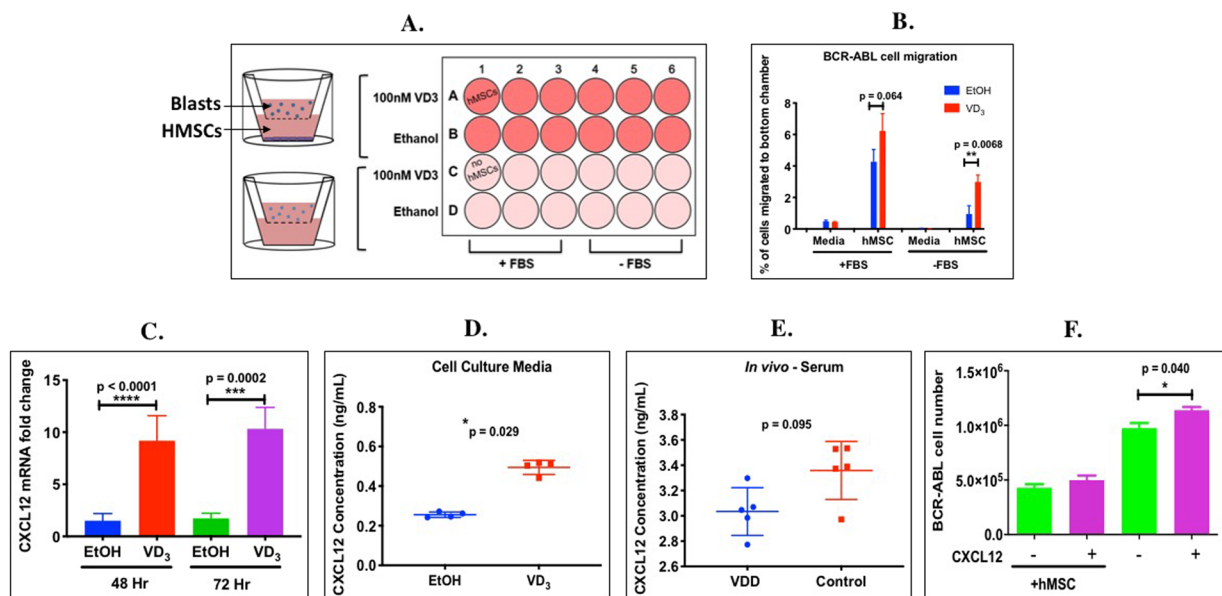 A.
Blasts
HMSCs
100nM VD3
Ethanol
100nM VD3
Ethanol
1 2 3 4 5 6
A
B
C
D
hMSCs
no
hMSCs
+ FBS
- FBS
B.
BCR-ABL cell migration
% of cells migrated to bottom chamber
8
6
4
2
0
EtOH
VD3
p = 0.064
p = 0.0068
**
Media hMSC Media hMSC
+FBS -FBS
C.
CXCL12 mRNA fold change
15
10
5
0
p < 0.0001
****
p = 0.0002
***
EtOH VD3 EtOH VD3
48 Hr 72 Hr
D.
Cell Culture Media
CXCL12 Concentration (ng/mL)
0.8
0.6
0.4
0.2
0.0
*
p = 0.029
EtOH VD3
E.
In vivo - Serum
CXCL12 Concentration (ng/mL)
3.8
3.6
3.4
3.2
3.0
2.8
2.6
p = 0.095
VDD Control
F.
BCR-ABL cell number
1.5×10⁶
1.0×10⁶
5.0×10⁵
0.0
p = 0.040
*
CXCL12 - + - +
+hMSC